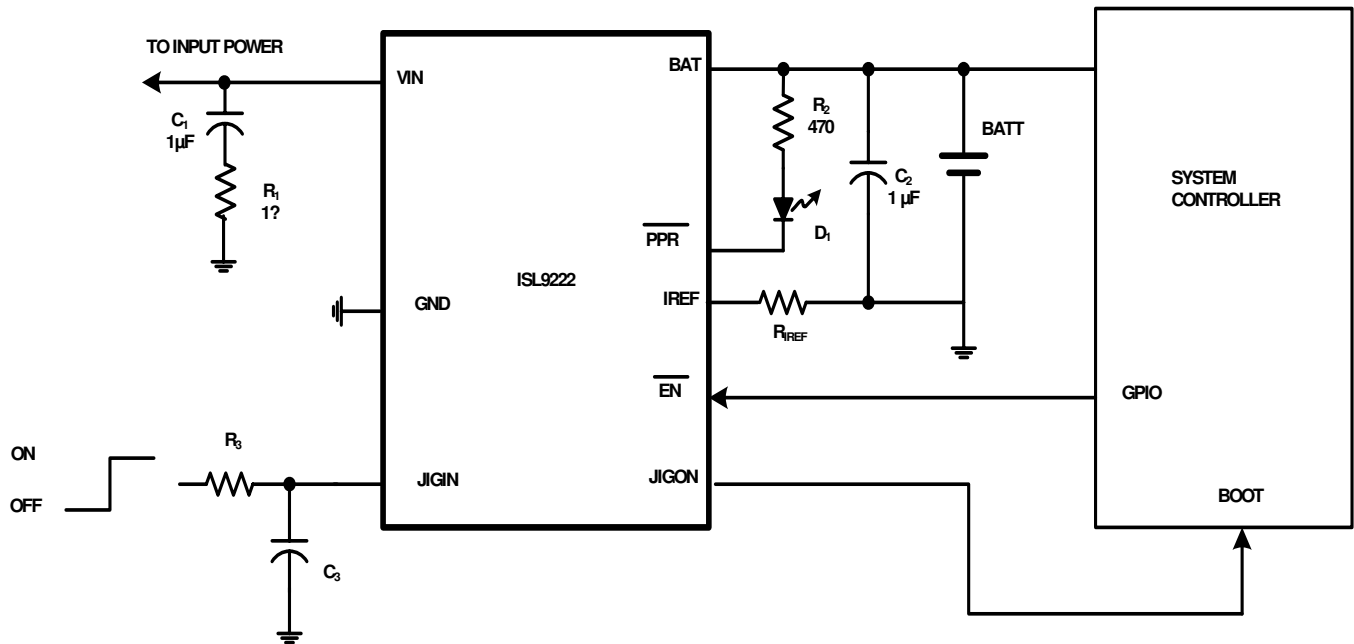 TO INPUT POWER
VIN
C1
1µF
R1
1?
GND
ISL9222
BAT
R2
470
D1
PPR
C2
1 µF
BATT
IREF
RIREF
EN
GPIO
SYSTEM
CONTROLLER
ON
OFF
R3
C3
JIGIN
JIGON
BOOT